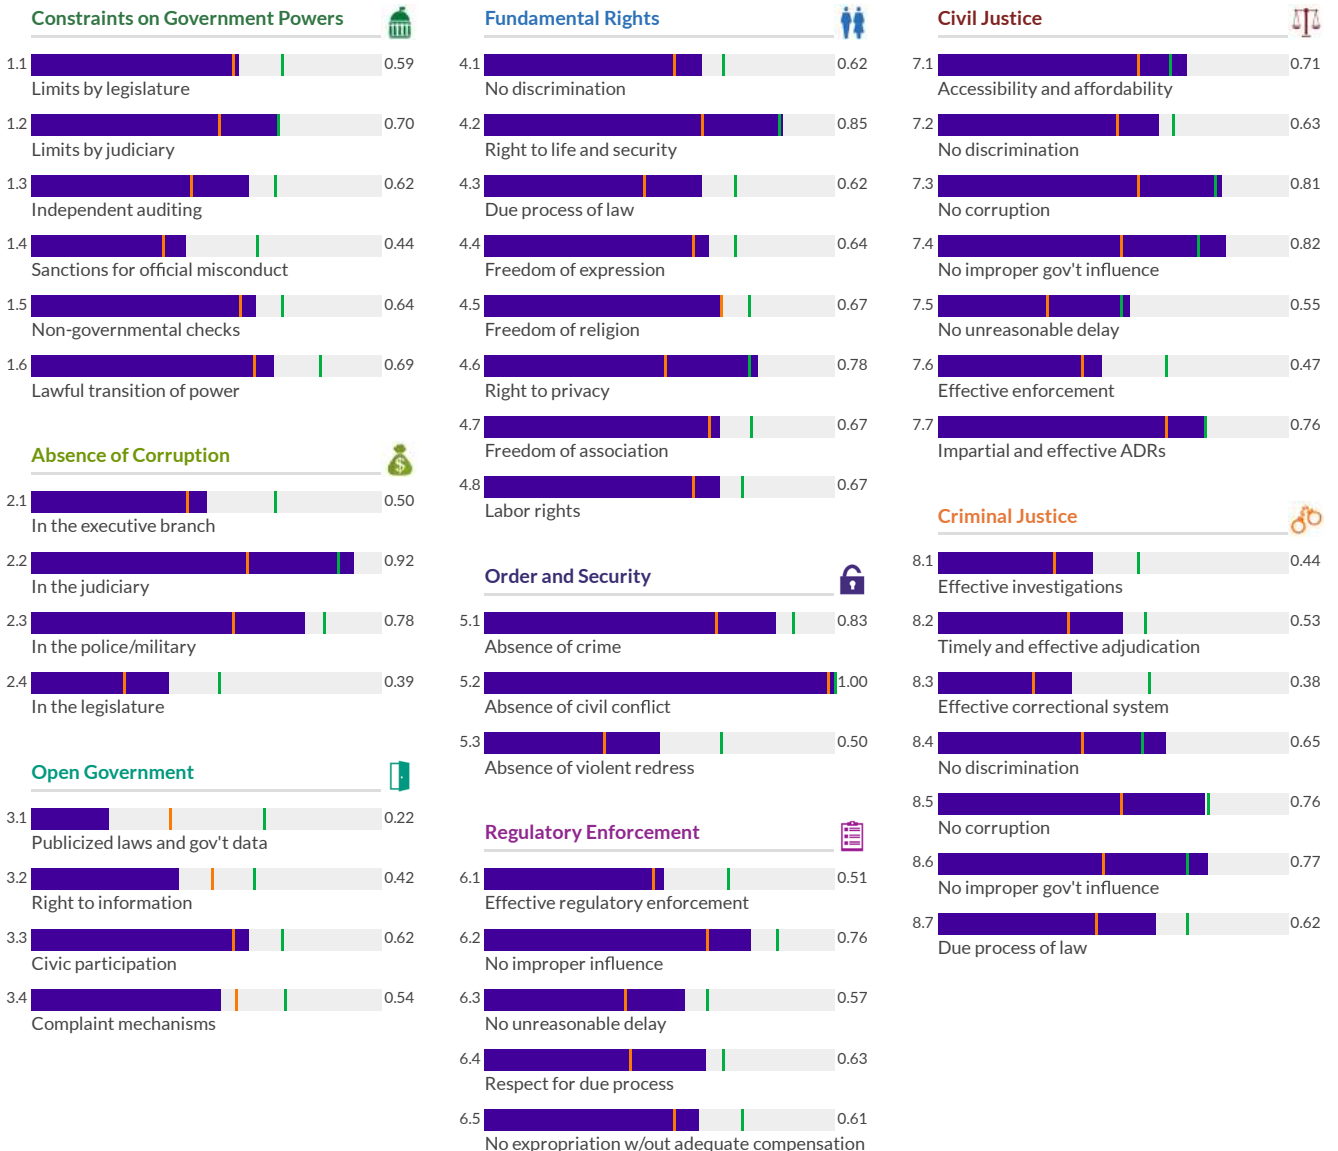 Constraints on Government Powers
1.1 0.59
Limits by legislature
1.2 0.70
Limits by judiciary
1.3 0.62
Independent auditing
1.4 0.44
Sanctions for official misconduct
1.5 0.64
Non-governmental checks
1.6 0.69
Lawful transition of power
Absence of Corruption
$
2.1 0.50
In the executive branch
2.2 0.92
In the judiciary
2.3 0.78
In the police/military
2.4 0.39
In the legislature
Open Government
3.1 0.22
Publicized laws and gov't data
3.2 0.42
Right to information
3.3 0.62
Civic participation
3.4 0.54
Complaint mechanisms
Fundamental Rights
4.1 0.62
No discrimination
4.2 0.85
Right to life and security
4.3 0.62
Due process of law
4.4 0.64
Freedom of expression
4.5 0.67
Freedom of religion
4.6 0.78
Right to privacy
4.7 0.67
Freedom of association
4.8 0.67
Labor rights
Order and Security
5.1 0.83
Absence of crime
5.2 1.00
Absence of civil conflict
5.3 0.50
Absence of violent redress
Regulatory Enforcement
6.1 0.51
Effective regulatory enforcement
6.2 0.76
No improper influence
6.3 0.57
No unreasonable delay
6.4 0.63
Respect for due process
6.5 0.61
No expropriation w/out adequate compensation
Civil Justice
7.1 0.71
Accessibility and affordability
7.2 0.63
No discrimination
7.3 0.81
No corruption
7.4 0.82
No improper gov't influence
7.5 0.55
No unreasonable delay
7.6 0.47
Effective enforcement
7.7 0.76
Impartial and effective ADRs
Criminal Justice
8.1 0.44
Effective investigations
8.2 0.53
Timely and effective adjudication
8.3 0.38
Effective correctional system
8.4 0.65
No discrimination
8.5 0.76
No corruption
8.6 0.77
No improper gov't influence
8.7 0.62
Due process of law